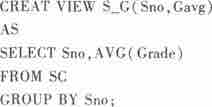 CREAT VIEW S_G(Sno,Gavg)
AS
SELECT Sno,AVG(Grade)
FROM SC
GROUP BY Sno;